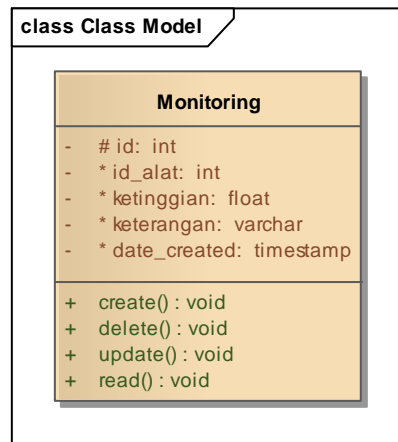 class Class Model
Monitoring
- # id: int
- * id_alat: int
- * ketinggian: float
- * keterangan: varchar
- * date_created: timestamp
+ create() : void
+ delete() : void
+ update() : void
+ read() : void